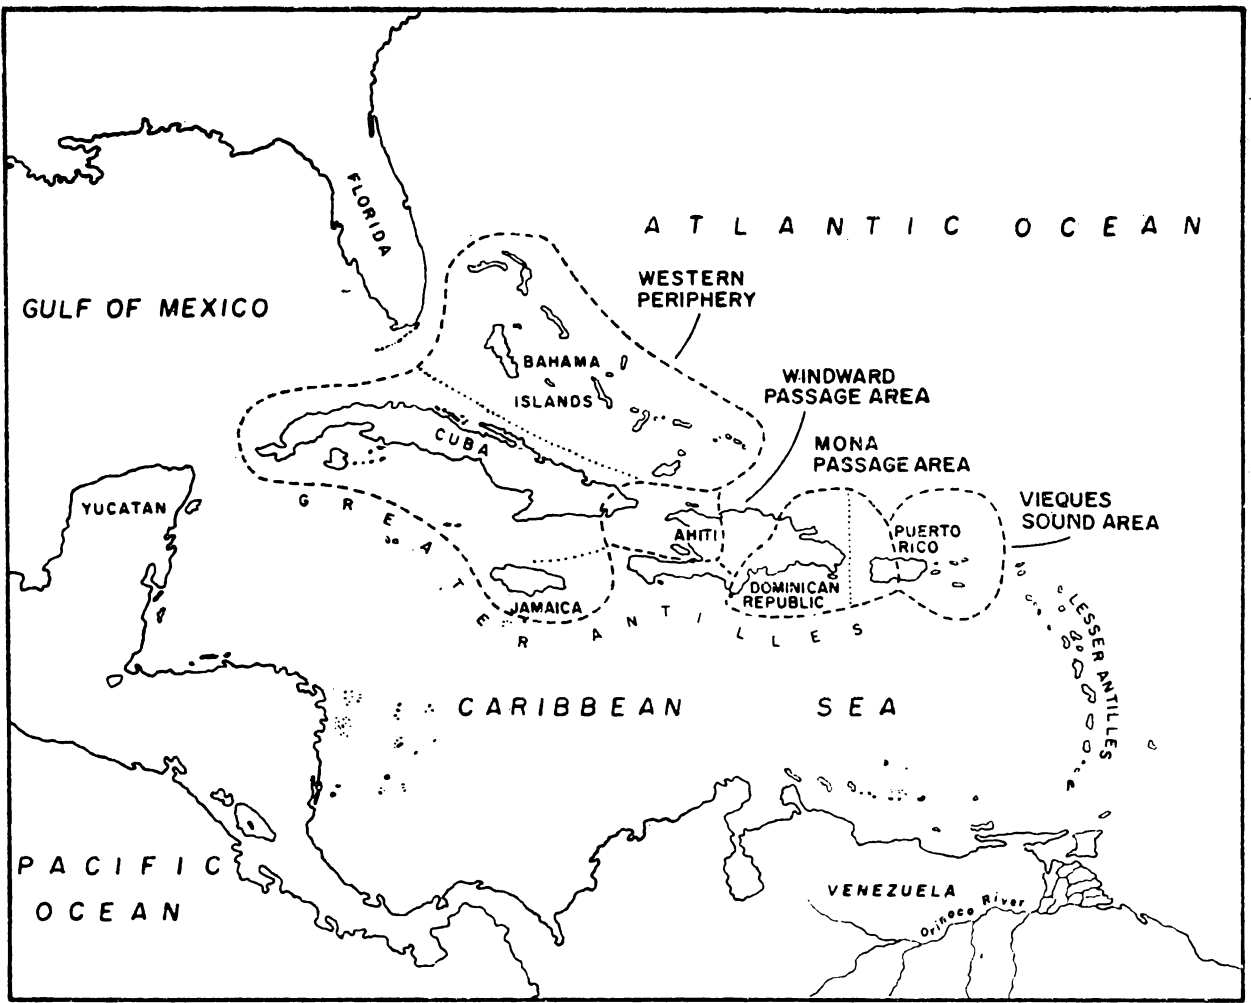 FLORIDA
ATLANTIC OCEAN
GULF OF MEXICO
WESTERN
PERIPHERY
BAHAMA
ISLANDS
WINDWARD
PASSAGE AREA
CUBA
MONA
PASSAGE AREA
YUCATAN
VIEQUES
SOUND AREA
GREATER ANTILLES
AHITI
PUERTO
RICO
DOMINICAN
REPUBLIC
JAMAICA
LESSER ANTILLES
CARIBBEAN SEA
PACIFIC
OCEAN
VENEZUELA
Orinoco River